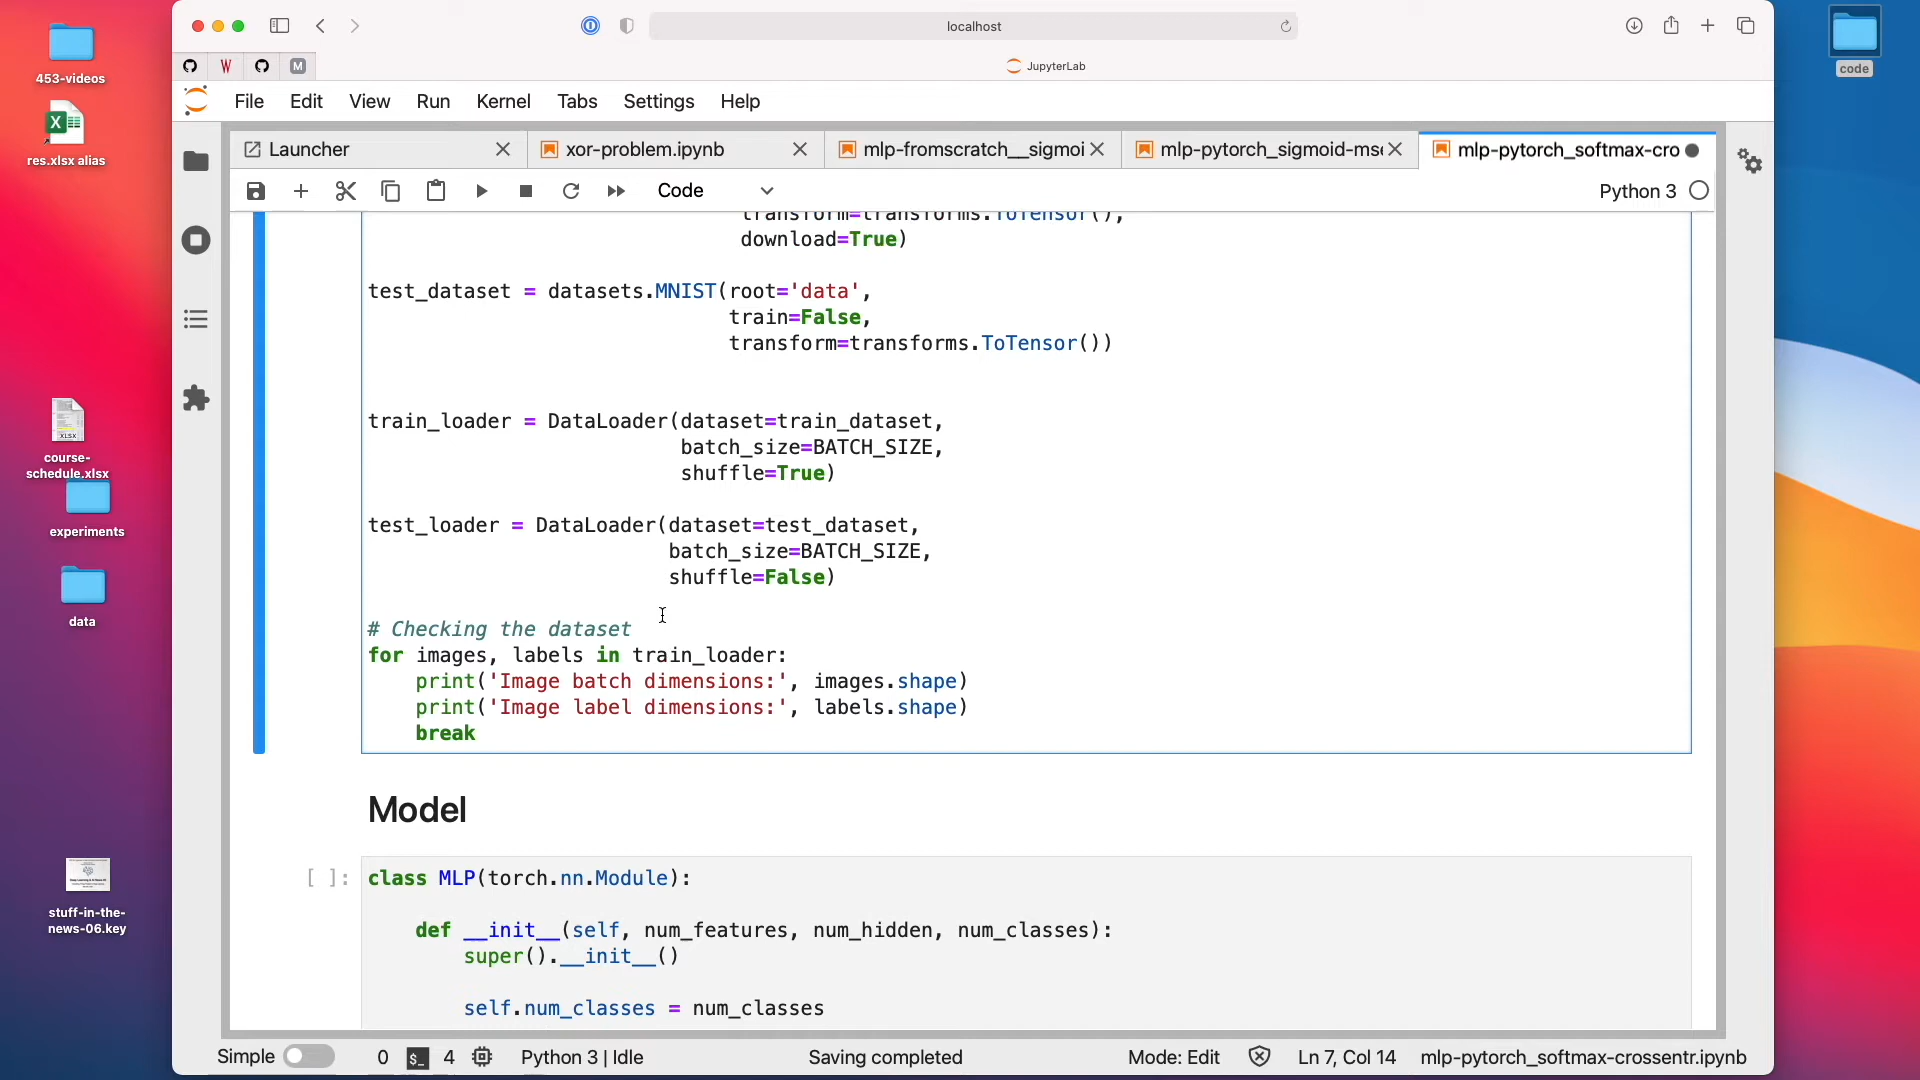 localhost
JupyterLab
File Edit View Run Kernel Tabs Settings Help
Launcher
xor-problem.ipynb
mlp-fromscratch__sigmoi
mlp-pytorch_sigmoid-mse
mlp-pytorch_softmax-cro
Code
Python 3
transform=transforms.ToTensor(),
download=True)
test_dataset = datasets.MNIST(root='data',
train=False,
transform=transforms.ToTensor())
train_loader = DataLoader(dataset=train_dataset,
batch_size=BATCH_SIZE,
shuffle=True)
test_loader = DataLoader(dataset=test_dataset,
batch_size=BATCH_SIZE,
shuffle=False)
# Checking the dataset
for images, labels in train_loader:
print('Image batch dimensions:', images.shape)
print('Image label dimensions:', labels.shape)
break
Model
[ ]: class MLP(torch.nn.Module):
def __init__(self, num_features, num_hidden, num_classes):
super().__init__()
self.num_classes = num_classes
Simple 0 $_ 4 Python 3 | Idle Saving completed Mode: Edit Ln 7, Col 14 mlp-pytorch_softmax-crossentr.ipynb
453-videos
res.xlsx alias
XLSX
course-
schedule.xlsx
experiments
data
stuff-in-the-
news-06.key
code
W
M
X